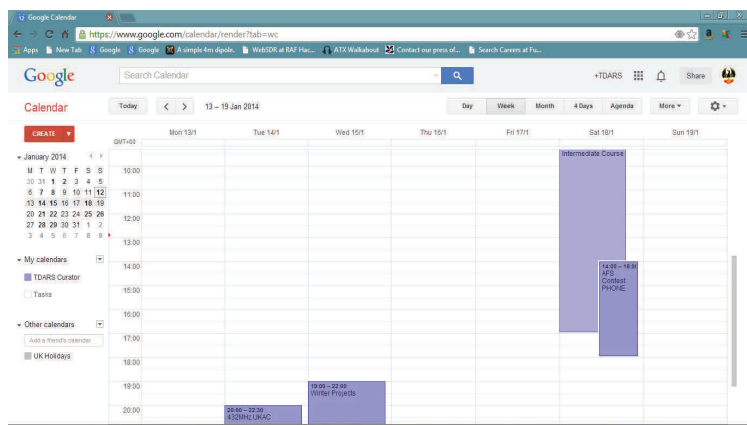 Google Calendar
https://www.google.com/calendar/render?tab=wc
Apps New Tab Google Google A simple 4m dipole. WebSDR at RAF Hac... ATX Walkabout Contact our press of... Search Careers at Fu...
Google Search Calendar +TDARS Share
Calendar Today 13 – 19 Jan 2014 Day Week Month 4 Days Agenda More
CREATE
Mon 13/1 Tue 14/1 Wed 15/1 Thu 16/1 Fri 17/1 Sat 18/1 Sun 19/1
GMT+00
January 2014
M T W T F S S
30 31 1 2 3 4 5
6 7 8 9 10 11 12
13 14 15 16 17 18 19
20 21 22 23 24 25 26
27 28 29 30 31 1 2
3 4 5 6 7 8 9
My calendars
TDARS Curator
Tasks
Other calendars
Add a friend's calendar
UK Holidays
10:00
11:00
12:00
13:00
14:00
15:00
16:00
17:00
18:00
19:00
20:00
Intermediate Course
14:00 –
AFS
Contest
PHONE
19:00 – 22:00
Winter Projects
20:00 – 22:30
432MHz UKAC